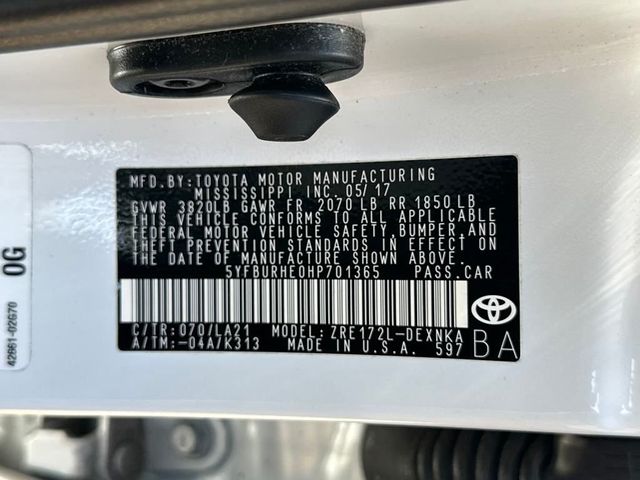 MFD.BY:TOYOTA MOTOR MANUFACTURING
MISSISSIPPI INC. 05/17
GVWR 3820LB GAWR FR 2070 LB RR 1850 LB
THIS VEHICLE CONFORMS TO ALL APPLICABLE
FEDERAL MOTOR VEHICLE SAFETY, BUMPER, AND
THEFT PREVENTION STANDARDS IN EFFECT ON
THE DATE OF MANUFACTURE SHOWN ABOVE.
5YFBURHE0HP701365 PASS.CAR
C/TR: 070/LA21 MODEL: ZRE172L-DEXNKA
A/TM:-04A/K313 MADE IN U.S.A. 597
BA
0G
42661-02G70